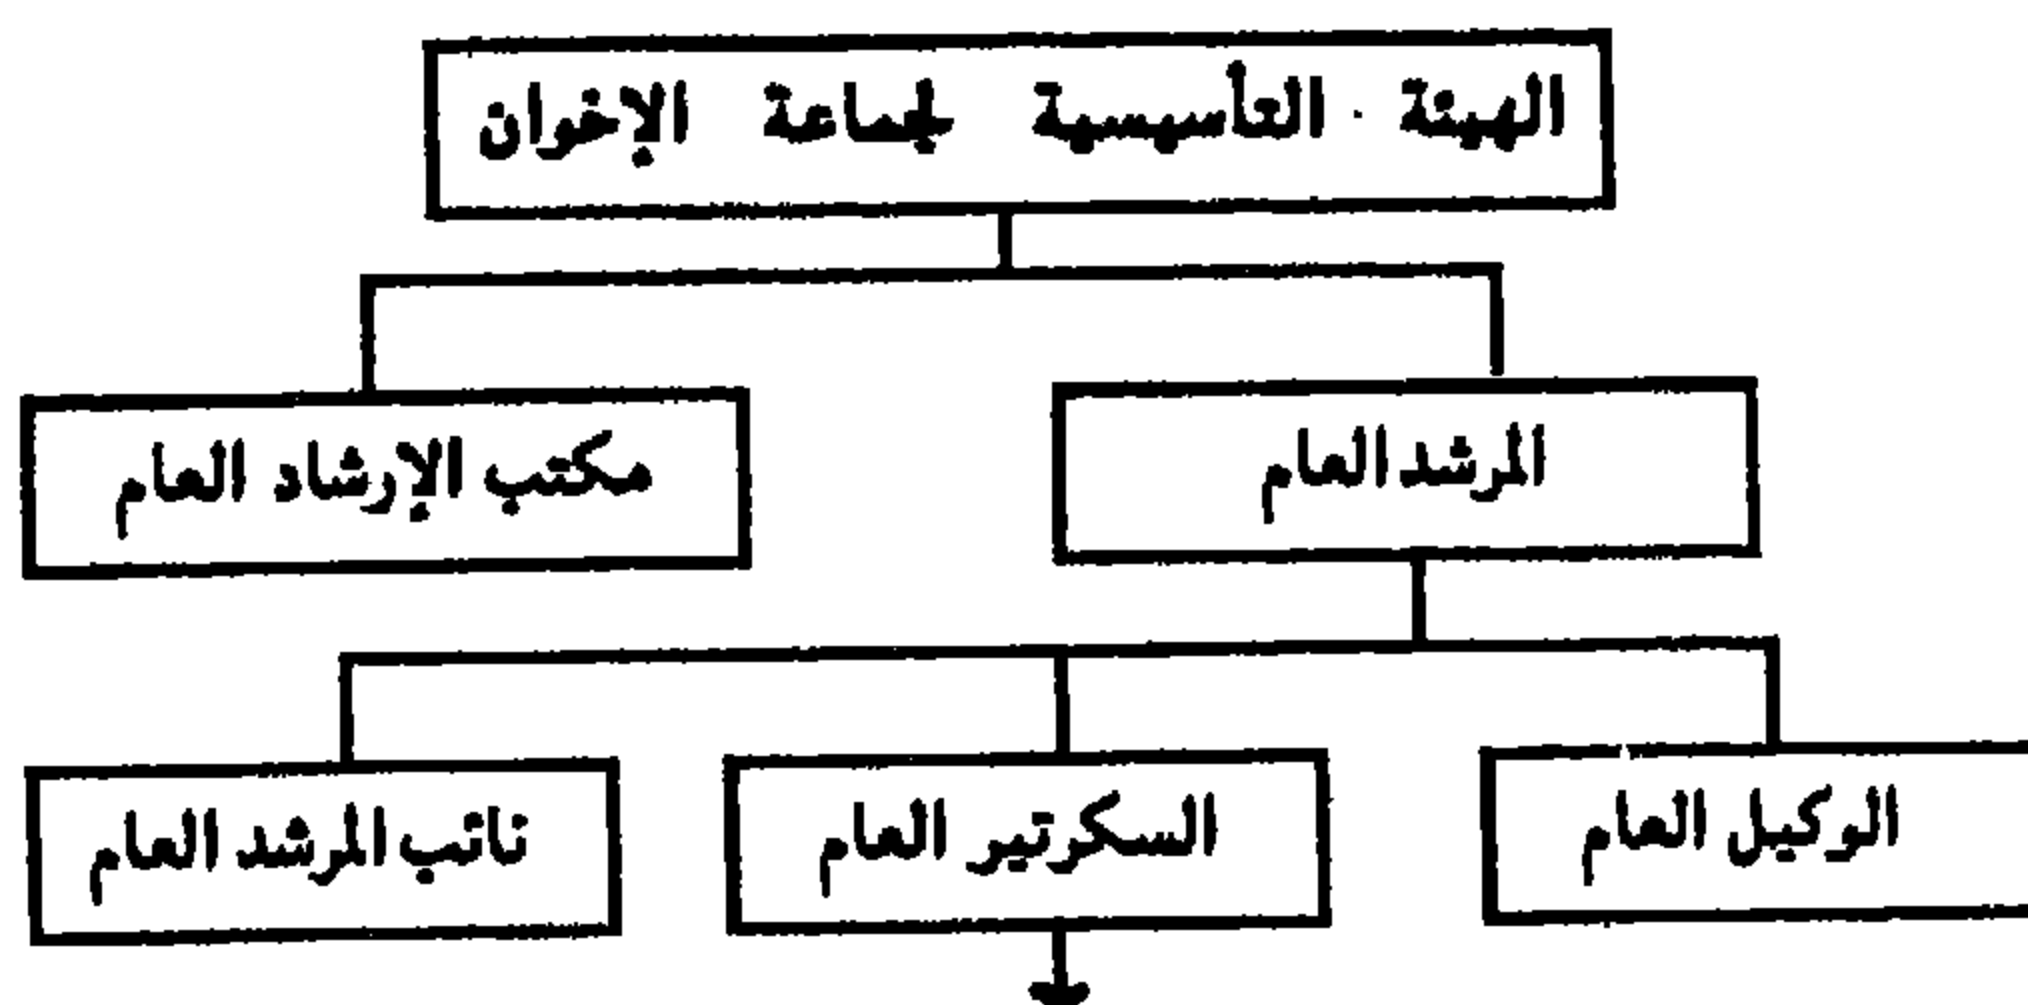 الهيئة التأسيسية لجماعة الإخوان
المرشد العام
مكتب الإرشاد العام
الوكيل العام
السكرتير العام
نائب المرشد العام